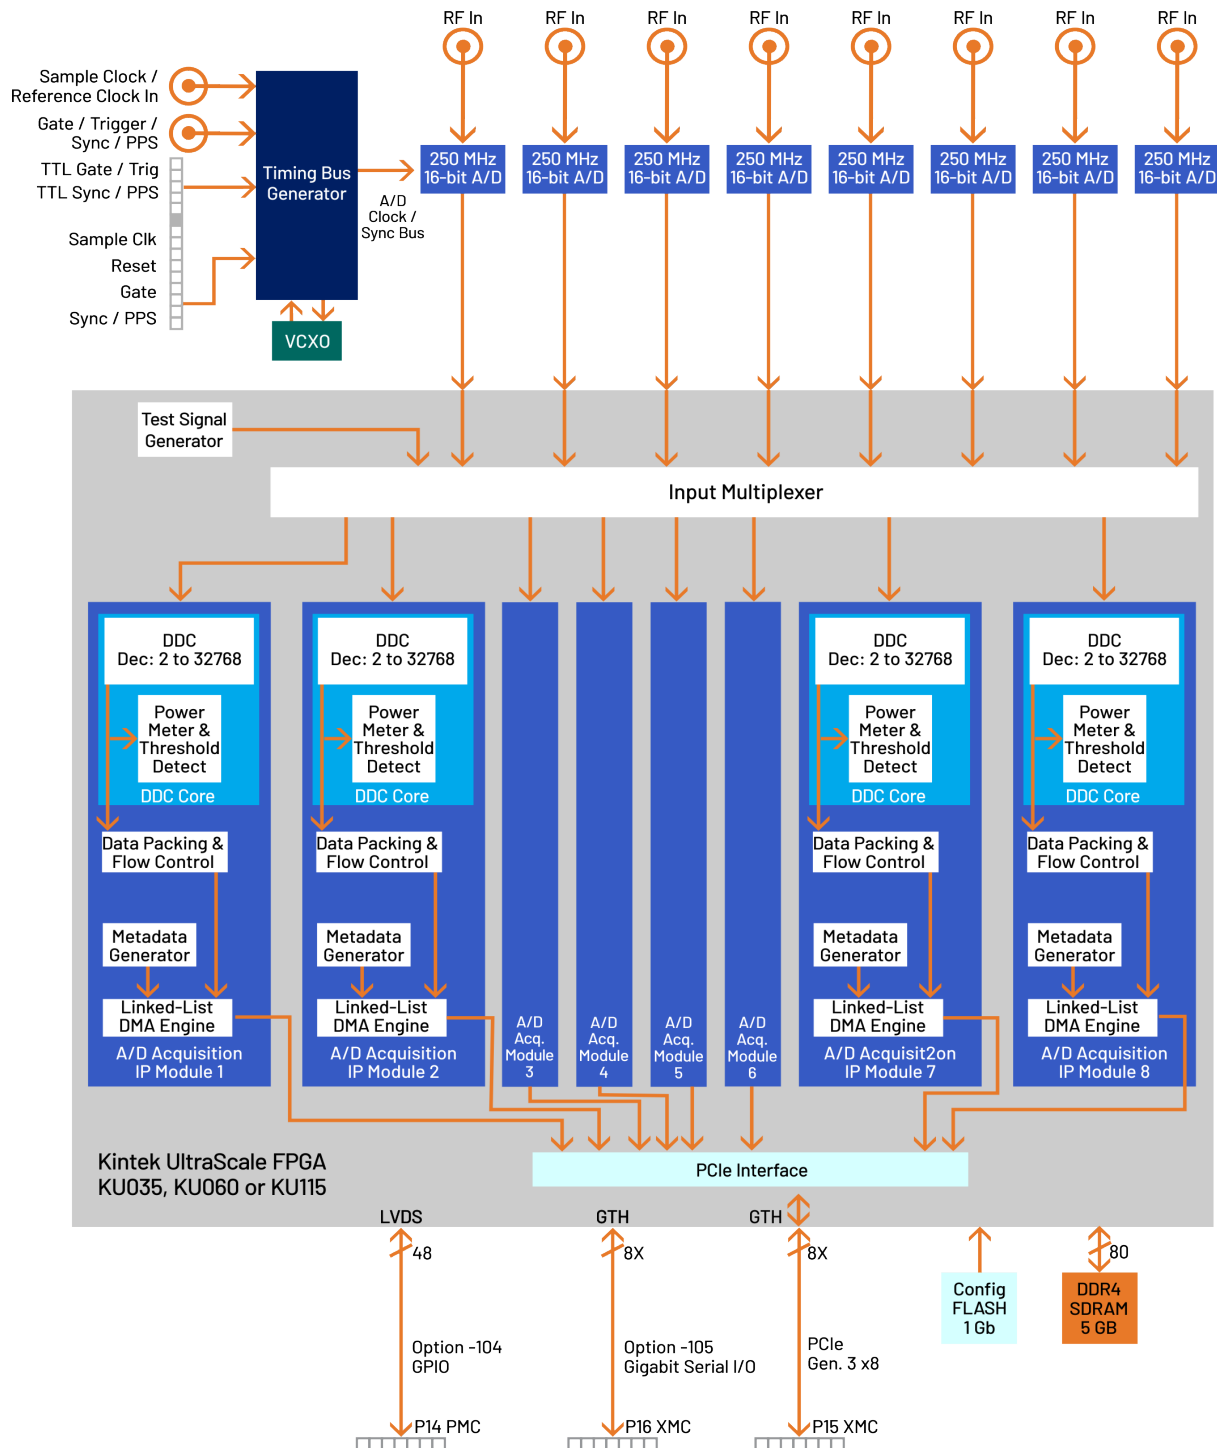 RF In RF In RF In RF In RF In RF In RF In RF In
Sample Clock /
Reference Clock In
Gate / Trigger /
Sync / PPS
TTL Gate / Trig
TTL Sync / PPS
Sample Clk
Reset
Gate
Sync / PPS
Timing Bus
Generator
VCXO
A/D
Clock /
Sync Bus
250 MHz
16-bit A/D
250 MHz
16-bit A/D
250 MHz
16-bit A/D
250 MHz
16-bit A/D
250 MHz
16-bit A/D
250 MHz
16-bit A/D
250 MHz
16-bit A/D
250 MHz
16-bit A/D
Test Signal
Generator
Input Multiplexer
DDC
Dec: 2 to 32768
Power
Meter &
Threshold
Detect
DDC Core
Data Packing &
Flow Control
Metadata
Generator
Linked-List
DMA Engine
A/D Acquisition
IP Module 1
DDC
Dec: 2 to 32768
Power
Meter &
Threshold
Detect
DDC Core
Data Packing &
Flow Control
Metadata
Generator
Linked-List
DMA Engine
A/D Acquisition
IP Module 2
A/D
Acq.
Module
3
A/D
Acq.
Module
4
A/D
Acq.
Module
5
A/D
Acq.
Module
6
DDC
Dec: 2 to 32768
Power
Meter &
Threshold
Detect
DDC Core
Data Packing &
Flow Control
Metadata
Generator
Linked-List
DMA Engine
A/D Acquisit2on
IP Module 7
DDC
Dec: 2 to 32768
Power
Meter &
Threshold
Detect
DDC Core
Data Packing &
Flow Control
Metadata
Generator
Linked-List
DMA Engine
A/D Acquisition
IP Module 8
Kintek UltraScale FPGA
KU035, KU060 or KU115
PCIe Interface
LVDS
GTH
GTH
48
8X
8X
80
Config
FLASH
1 Gb
DDR4
SDRAM
5 GB
Option -104
GPIO
Option -105
Gigabit Serial I/O
PCIe
Gen. 3 x8
P14 PMC
P16 XMC
P15 XMC